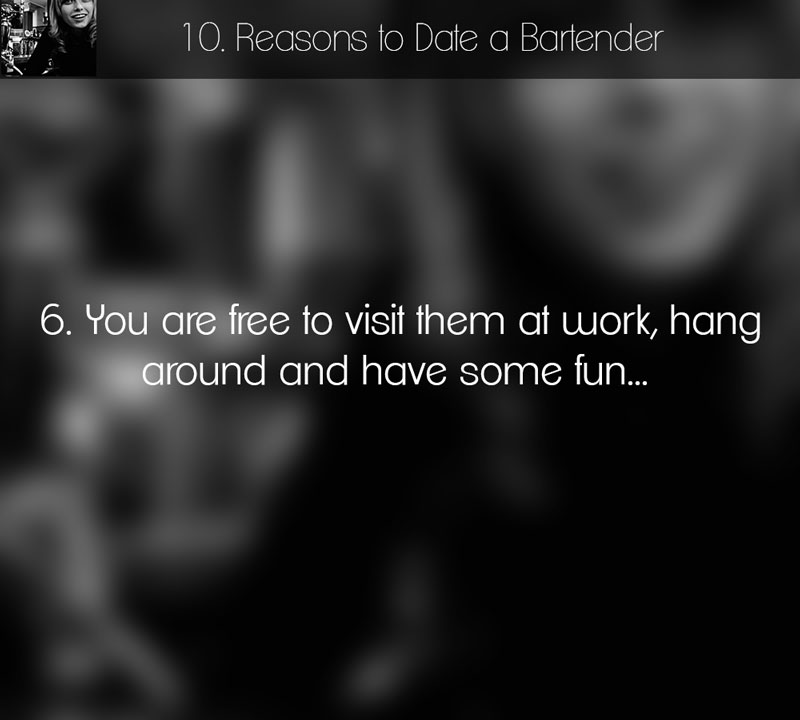 10. Reasons to Date a Bartender
6. You are free to visit them at work, hang
around and have some fun...